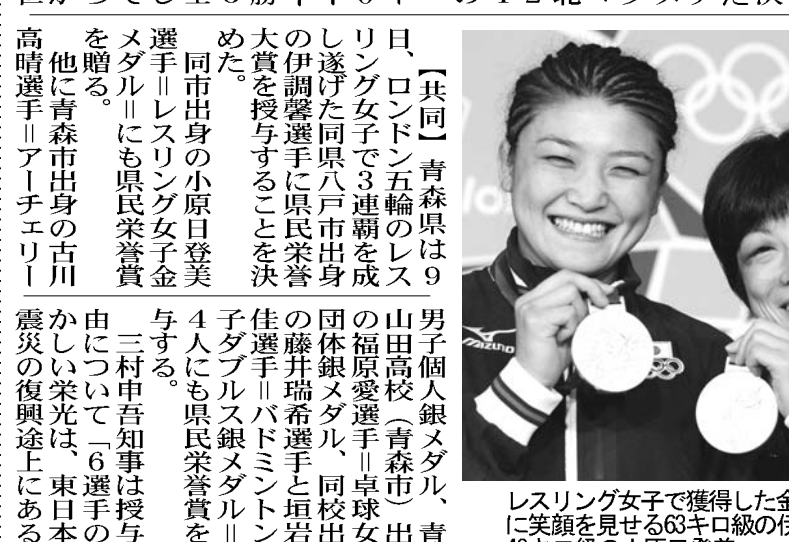 【共同】青森県は9
日、ロンドン五輪のレス
リング女子で3連覇を成
し遂げた同県八戸市出身
の伊調馨選手に県民栄誉
大賞を授与することを決
めた。
同市出身の小原日登美
選手＝レスリング女子金
メダル＝にも県民栄誉賞
を贈る。
他に青森市出身の古川
高晴選手＝アーチェリー
男子個人銀メダル、青
山田高校（青森市）出
の福原愛選手＝卓球女
団体銀メダル、同校出
の藤井瑞希選手と垣岩
佳選手＝バドミントン
子ダブルス銀メダル＝
4人にも県民栄誉賞を
与する。
三村申吾知事は授与
由について「6選手の
かしい栄光は、東日本
震災の復興途上にある
MIZUNO
レスリング女子で獲得した金
に笑顔を見せる63キロ級の伊